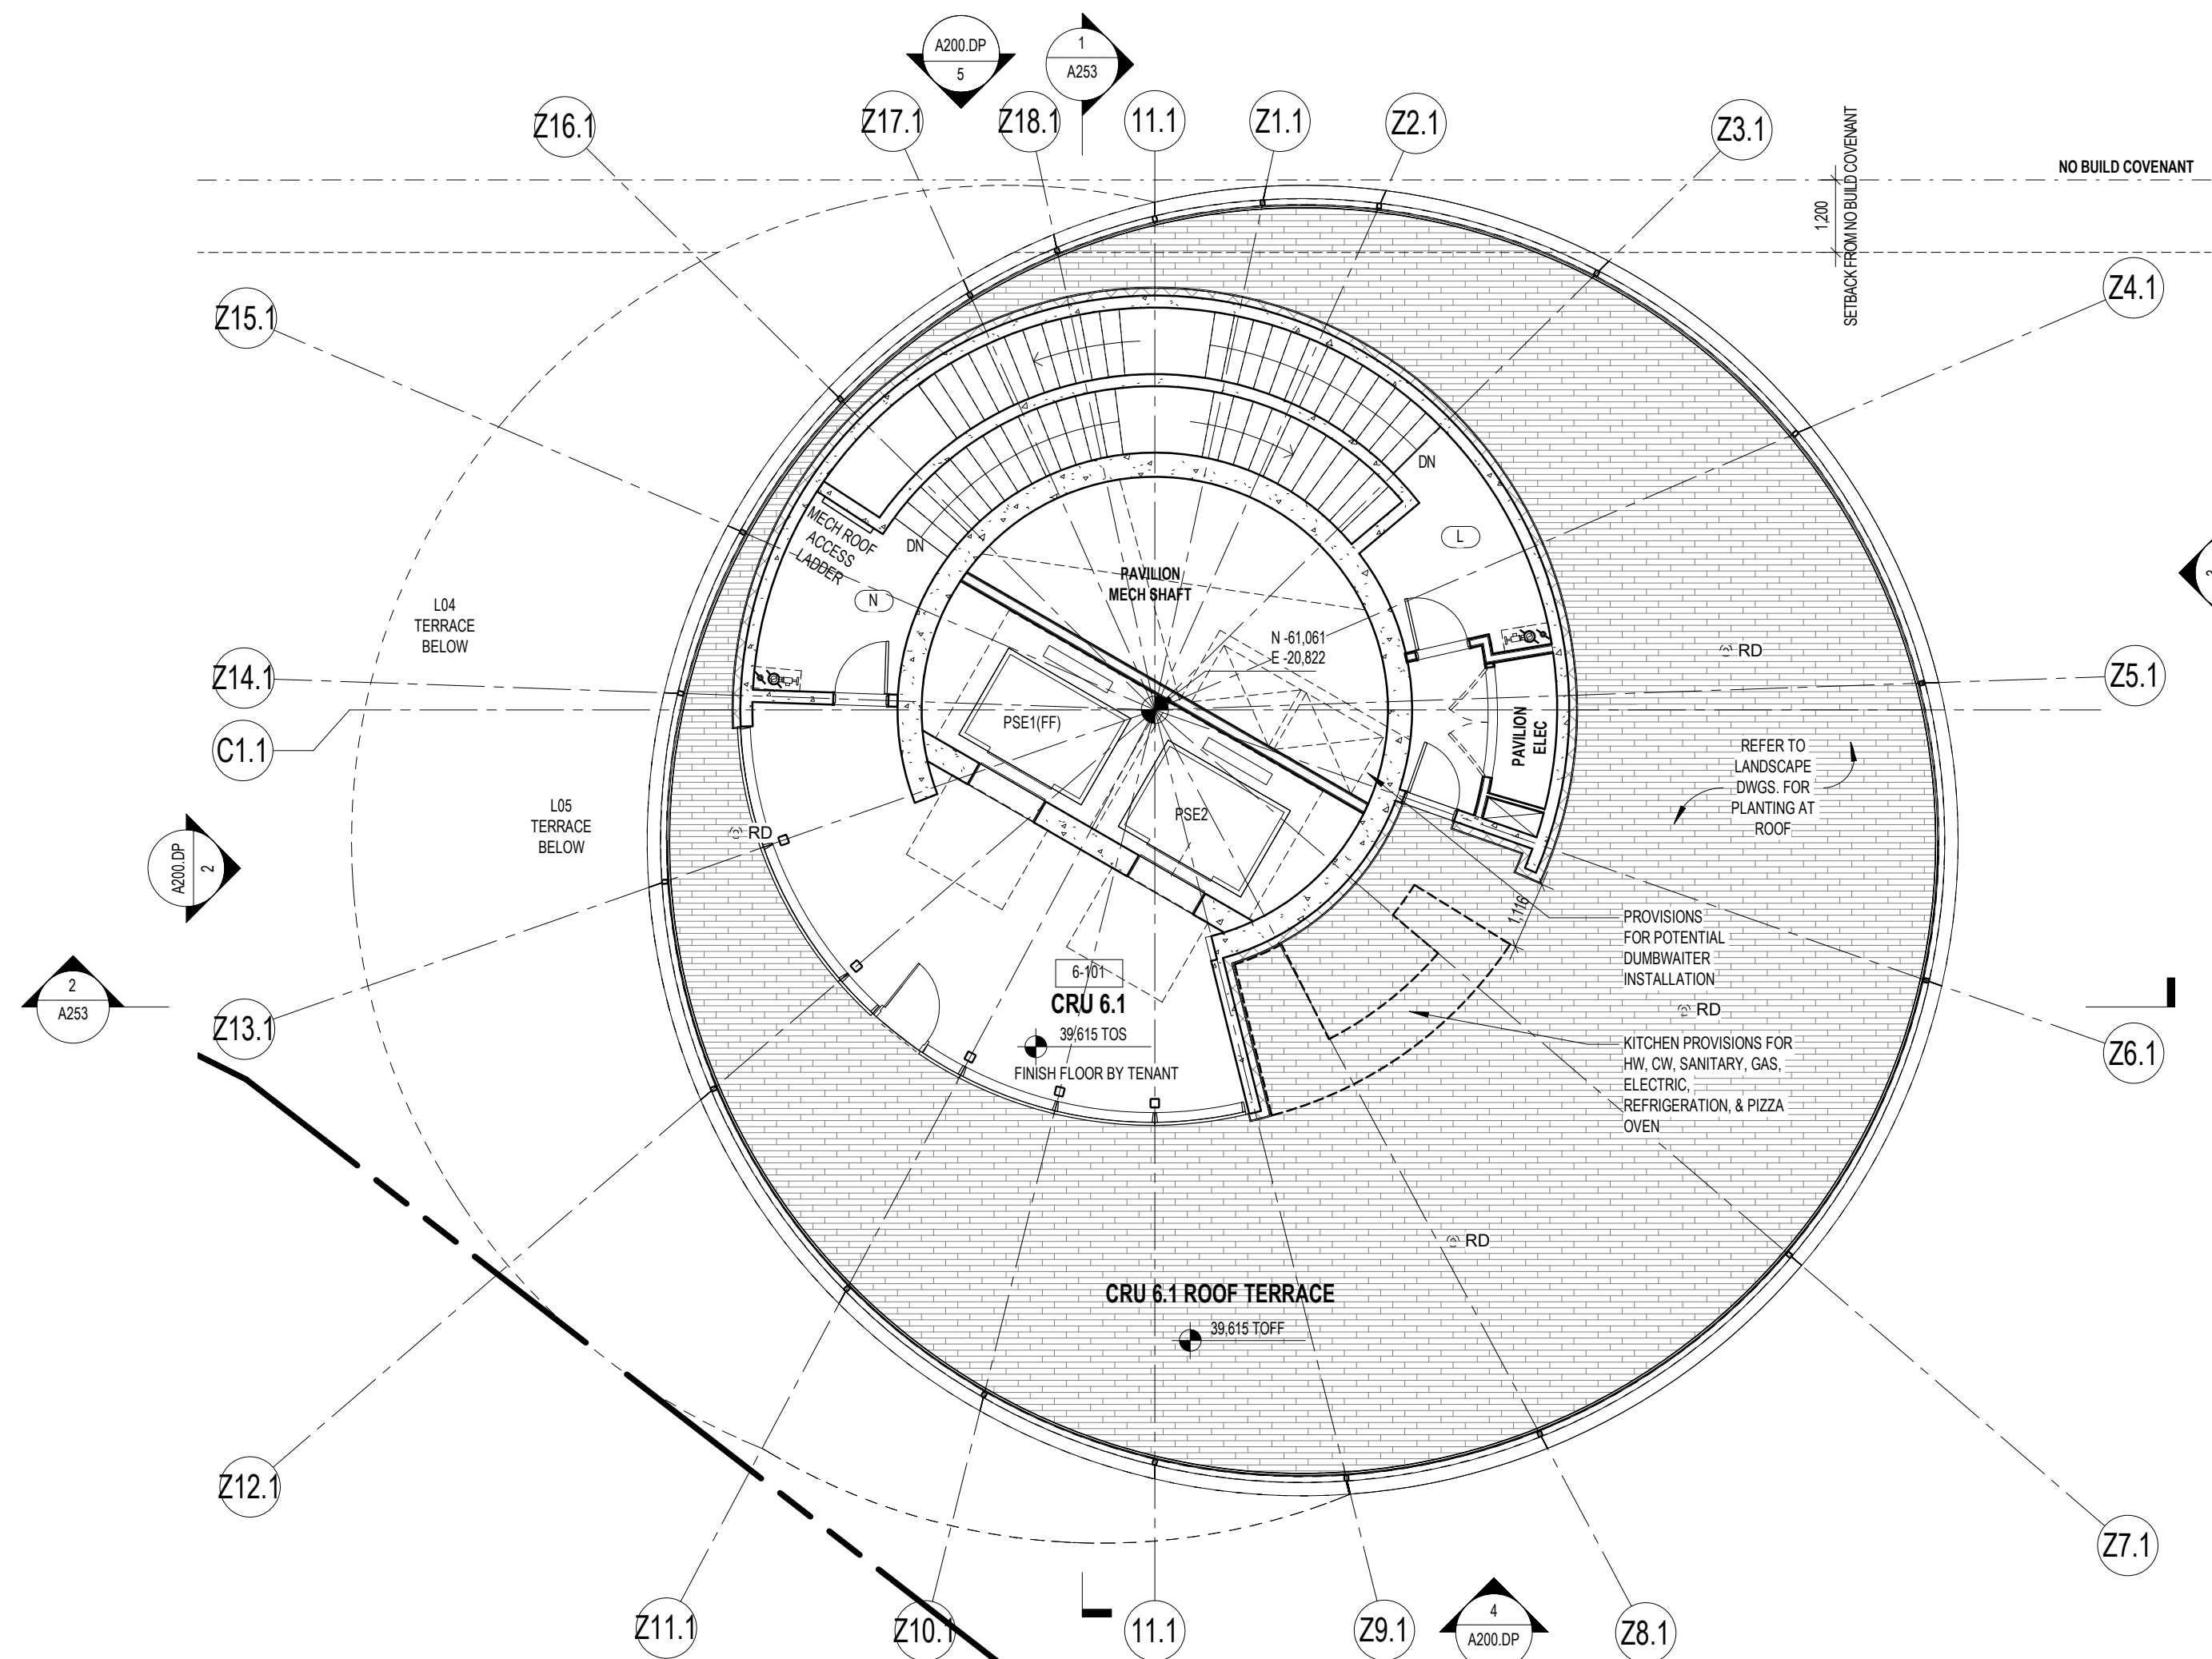 A200.DP
5
1
A253
Z16.1
Z17.1
Z18.1
11.1
Z1.1
Z2.1
Z3.1
SETBACK FROM NO BUILD COVENANT
1,200
NO BUILD COVENANT
Z15.1
Z4.1
DN
DN
MECH ROOF
ACCESS
LADDER
L
N
PAVILION
MECH SHAFT
L04
TERRACE
BELOW
N -61,061
E -20,822
RD
Z14.1
Z5.1
C1.1
PSE1(FF)
PAVILION
ELEC
REFER TO
LANDSCAPE
DWGS. FOR
PLANTING AT
ROOF
L05
TERRACE
BELOW
RD
PSE2
A200.DP
2
1,116
PROVISIONS
FOR POTENTIAL
DUMBWAITER
INSTALLATION
6-101
CRU 6.1
39,615 TOS
FINISH FLOOR BY TENANT
2
A253
Z13.1
RD
KITCHEN PROVISIONS FOR
HW, CW, SANITARY, GAS,
ELECTRIC,
REFRIGERATION, & PIZZA
OVEN
Z6.1
RD
CRU 6.1 ROOF TERRACE
39,615 TOFF
Z12.1
Z7.1
Z11.1
Z10.1
11.1
Z9.1
4
A200.DP
Z8.1